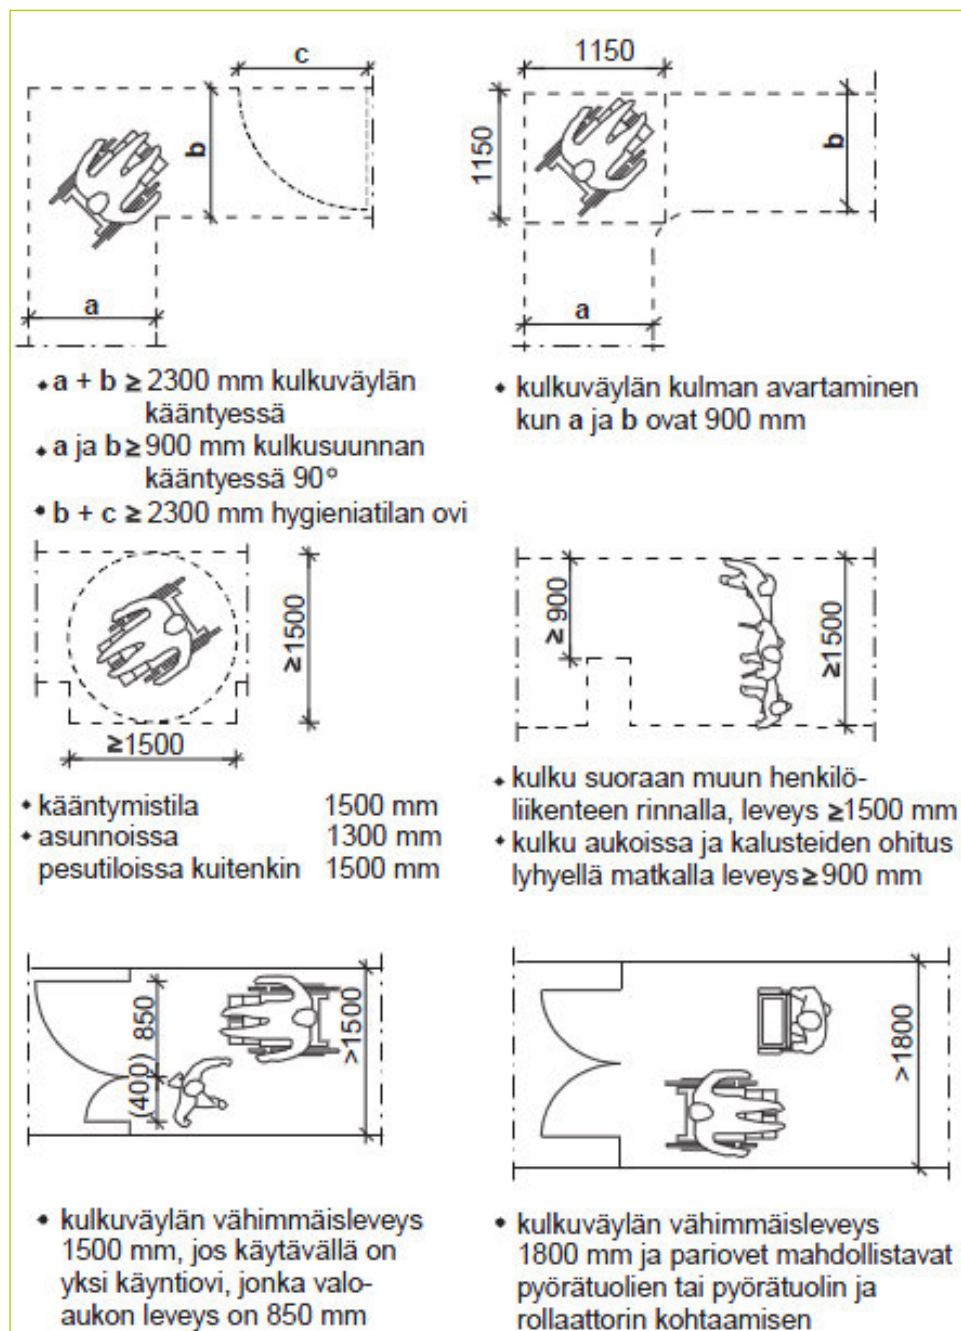 c
b
a
1150
1150
b
a
a + b ≥ 2300 mm kulkuväylän
kääntyessä
a ja b ≥ 900 mm kulkusuunnan
kääntyessä 90°
b + c ≥ 2300 mm hygieniatilan ovi
kulkuväylän kulman avartaminen
kun a ja b ovat 900 mm
≥1500
≥1500
kääntymistila 1500 mm
asunnoissa 1300 mm
pesutiloissa kuitenkin 1500 mm
≥ 900
≥1500
kulku suoraan muun henkilö-
liikenteen rinnalla, leveys ≥1500 mm
kulku aukoissa ja kalusteiden ohitus
lyhyellä matkalla leveys ≥ 900 mm
850
(400)
>1500
kulkuväylän vähimmäisleveys
1500 mm, jos käytävällä on
yksi käyntiovi, jonka valo-
aukon leveys on 850 mm
>1800
kulkuväylän vähimmäisleveys
1800 mm ja pariovet mahdollistavat
pyörätuolien tai pyörätuolin ja
rollaattorin kohtaamisen